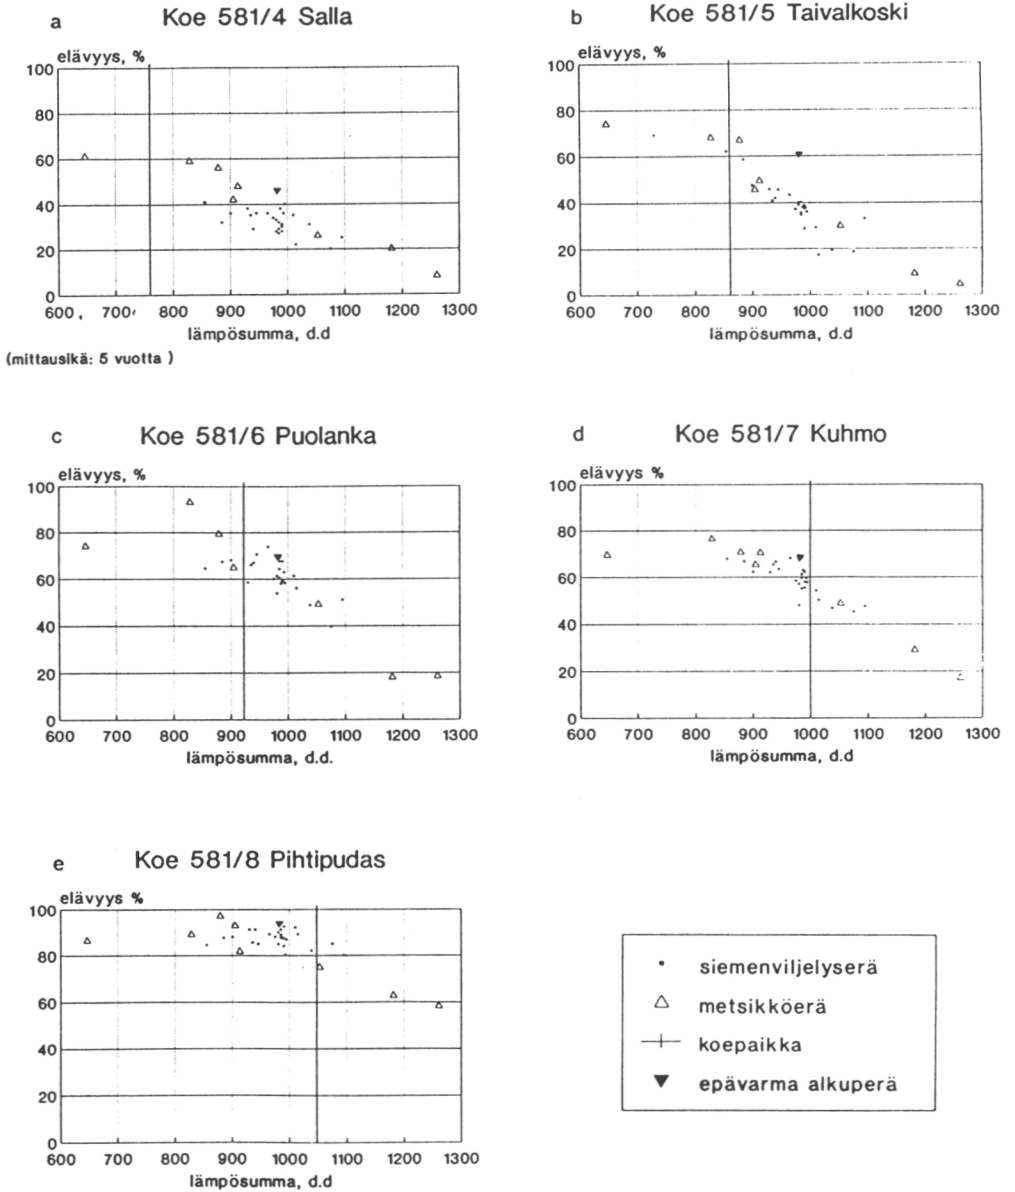 a
Koe 581/4 Salla
elävyys, %
100
80
60
40
20
0
600 700 800 900 1000 1100 1200 1300
lämpösumma, d.d
(mittausikä: 5 vuotta )
b
Koe 581/5 Taivalkoski
elävyys, %
100
80
60
40
20
0
600 700 800 900 1000 1100 1200 1300
lämpösumma, d.d
c
Koe 581/6 Puolanka
elävyys, %
100
80
60
40
20
0
600 700 800 900 1000 1100 1200 1300
lämpösumma, d.d.
d
Koe 581/7 Kuhmo
elävyys %
100
80
60
40
20
0
600 700 800 900 1000 1100 1200 1300
lämpösumma, d.d
e
Koe 581/8 Pihtipudas
elävyys %
100
80
60
40
20
0
600 700 800 900 1000 1100 1200 1300
lämpösumma, d.d
siemenviljelyserä
metsikköerä
koepaikka
epävarma alkuperä